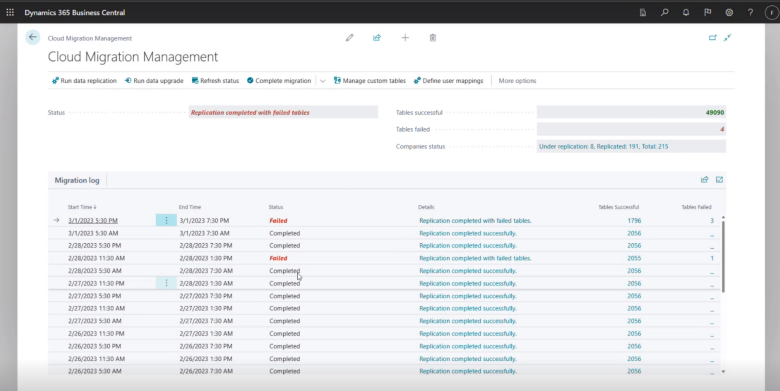 Dynamics 365 Business Central
Cloud Migration Management
Cloud Migration Management
Run data replication Run data upgrade Refresh status Complete migration Manage custom tables Define user mappings More options
Status Replication completed with failed tables Tables successful 49090
Tables failed 4
Companies status Under replication: 8, Replicated: 191, Total: 215
Migration log
Start Time ↓ End Time Status Details Tables Successful Tables Failed
→ 3/1/2023 5:30 PM 3/1/2023 7:30 PM Failed Replication completed with failed tables. 1796 3
3/1/2023 5:30 AM 3/1/2023 7:30 AM Completed Replication completed successfully. 2056 _
2/28/2023 5:30 PM 2/28/2023 7:30 PM Completed Replication completed successfully. 2056 _
2/28/2023 11:30 AM 2/28/2023 1:30 PM Failed Replication completed with failed tables. 2055 1
2/28/2023 5:30 AM 2/28/2023 7:30 AM Completed Replication completed successfully. 2056 _
2/27/2023 11:30 PM 2/28/2023 1:30 AM Completed Replication completed successfully. 2056 _
2/27/2023 5:30 PM 2/27/2023 7:30 PM Completed Replication completed successfully. 2056 _
2/27/2023 11:30 AM 2/27/2023 1:30 PM Completed Replication completed successfully. 2056 _
2/27/2023 5:30 AM 2/27/2023 7:30 AM Completed Replication completed successfully. 2056 _
2/26/2023 11:30 PM 2/27/2023 1:30 AM Completed Replication completed successfully. 2056 _
2/26/2023 5:30 PM 2/26/2023 7:30 PM Completed Replication completed successfully. 2056 _
2/26/2023 11:30 AM 2/26/2023 1:30 PM Completed Replication completed successfully. 2056 _
2/26/2023 5:30 AM 2/26/2023 7:30 AM Completed Replication completed successfully. 2056 _